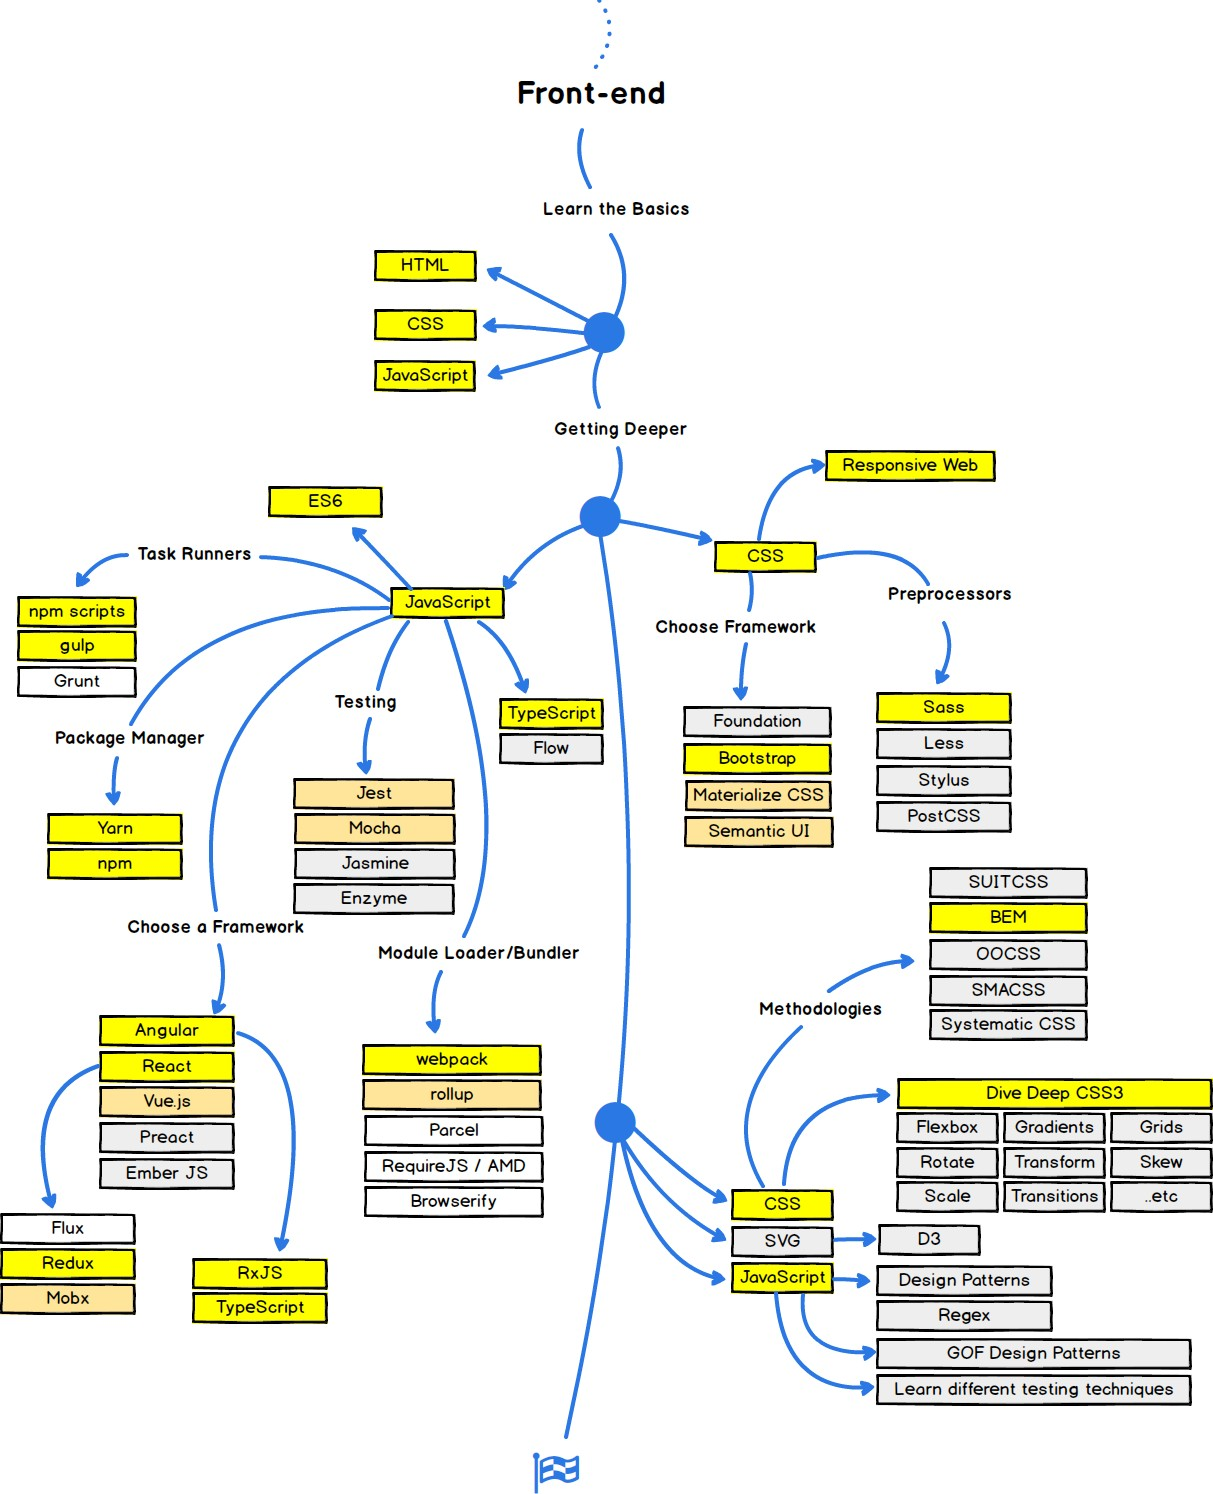 Front-end
Learn the Basics
HTML
CSS
JavaScript
Getting Deeper
Responsive Web
ES6
CSS
Task Runners
JavaScript
Preprocessors
npm scripts
gulp
Grunt
Choose Framework
Testing
TypeScript
Flow
Package Manager
Foundation
Bootstrap
Materialize CSS
Semantic UI
Sass
Less
Stylus
PostCSS
Yarn
npm
Jest
Mocha
Jasmine
Enzyme
SUITCSS
BEM
OOCSS
SMACSS
Systematic CSS
Choose a Framework
Module Loader/Bundler
Methodologies
Angular
React
Vue.js
Preact
Ember JS
webpack
rollup
Parcel
RequireJS / AMD
Browserify
Dive Deep CSS3
Flexbox Gradients Grids
Rotate Transform Skew
Scale Transitions ..etc
Flux
Redux
Mobx
RxJS
TypeScript
CSS
SVG
JavaScript
D3
Design Patterns
Regex
GOF Design Patterns
Learn different testing techniques